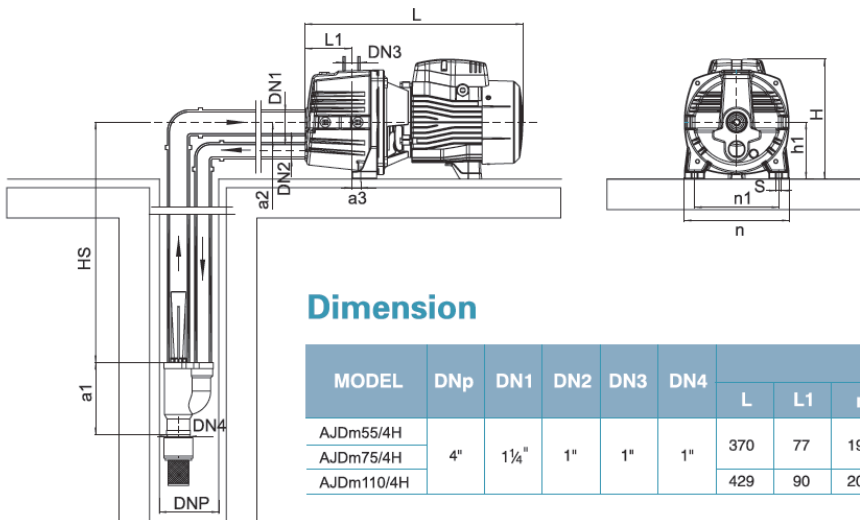 L
L1
DN3
DN1
DN2
a2
a3
HS
a1
DN4
DNP
H
h1
S
n1
n
Dimension
MODEL DNp DN1 DN2 DN3 DN4
L L1
AJDm55/4H 4" 1¼" 1" 1" 1" 370 77
AJDm75/4H
AJDm110/4H 429 90